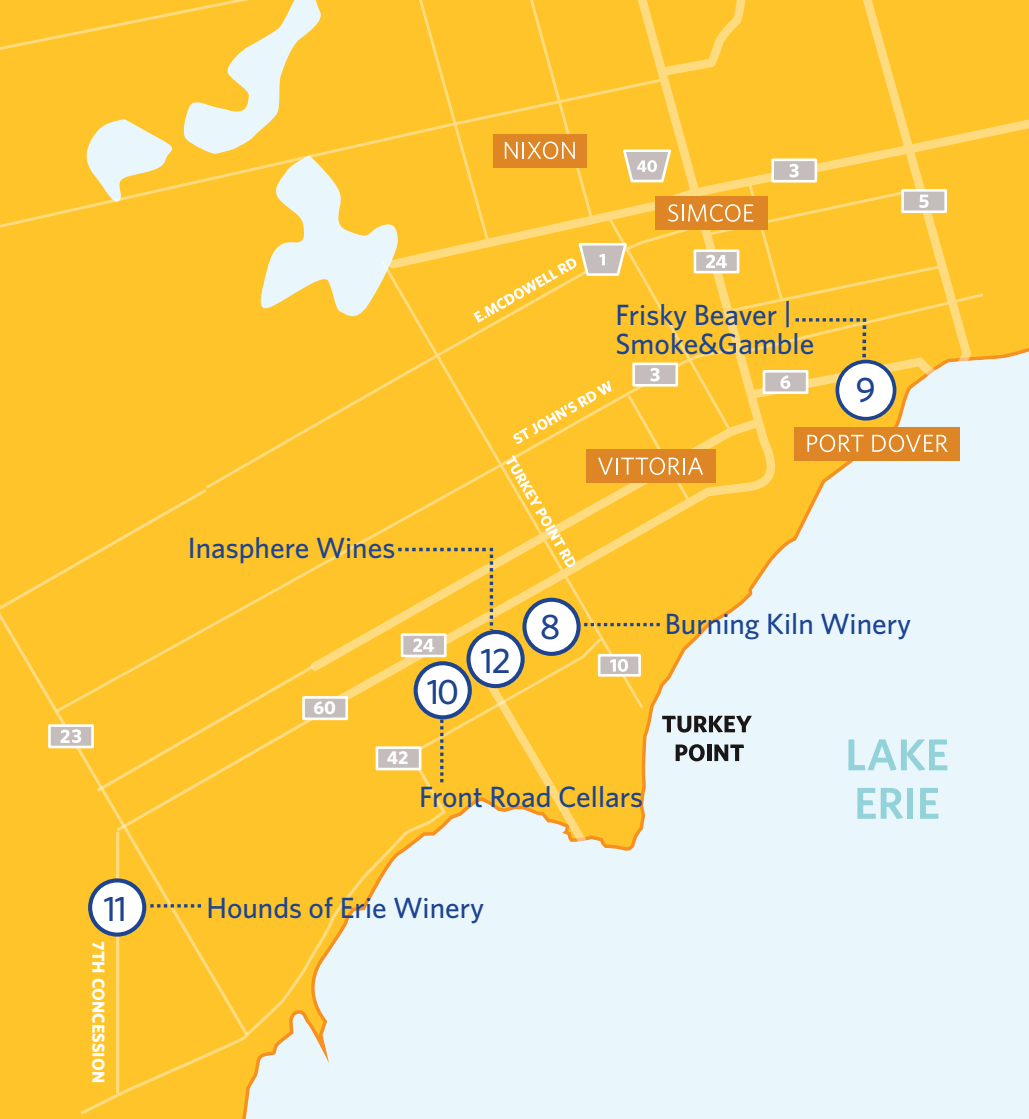 NIXON
40
3
5
SIMCOE
1
24
E.MCDOWELL RD
Frisky Beaver |
Smoke&Gamble
3
6
9
ST JOHN'S RD W
PORT DOVER
VITTORIA
TURKEY POINT RD
Inasphere Wines
8
Burning Kiln Winery
24
12
10
10
60
23
42
TURKEY
POINT
LAKE
ERIE
Front Road Cellars
11
Hounds of Erie Winery
7TH CONCESSION